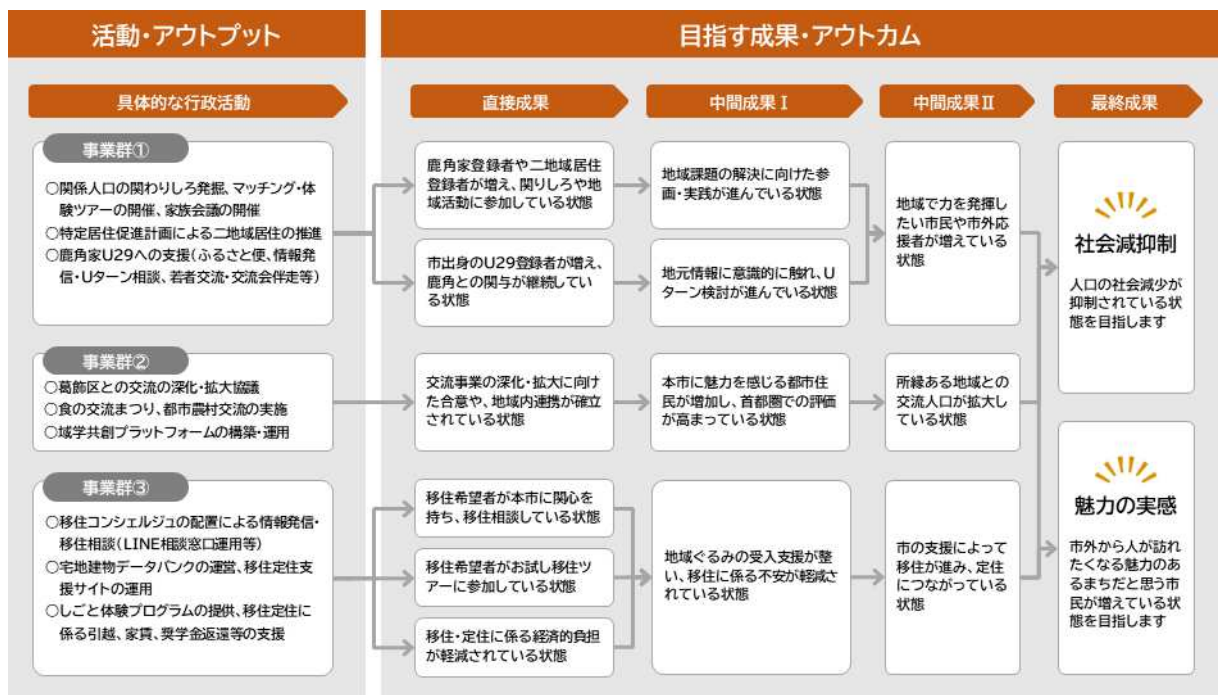 活動・アウトプット
目指す成果・アウトカム
具体的な行政活動
直接成果
中間成果Ⅰ
中間成果Ⅱ
最終成果
事業群①
○関係人口の関わりしろ発掘、マッチング・体
験ツアーの開催、家族会議の開催
○特定居住促進計画による二地域居住の推進
○鹿角家U29への支援(ふるさと便、情報発
信・Uターン相談、若者交流・交流会伴走等)
鹿角家登録者や二地域居住
登録者が増え、関りしろや地
域活動に参加している状態
市出身のU29登録者が増え、
鹿角との関与が継続してい
る状態
地域課題の解決に向けた参
画・実践が進んでいる状態
地元情報に意識的に触れ、U
ターン検討が進んでいる状態
地域で力を発揮し
たい市民や市外応
援者が増えている
状態
事業群②
○葛飾区との交流の深化・拡大協議
○食の交流まつり、都市農村交流の実施
○域学共創プラットフォームの構築・運用
交流事業の深化・拡大に向け
た合意や、地域内連携が確立
されている状態
本市に魅力を感じる都市住
民が増加し、首都圏での評価
が高まっている状態
所縁ある地域との
交流人口が拡大し
ている状態
事業群③
○移住コンシェルジュの配置による情報発信・
移住相談(LINE相談窓口運用等)
○宅地建物データバンクの運営、移住定住支
援サイトの運用
○しごと体験プログラムの提供、移住定住に
係る引越、家賃、奨学金返還等の支援
移住希望者が本市に関心を
持ち、移住相談している状態
移住希望者がお試し移住ツ
アーに参加している状態
移住・定住に係る経済的負担
が軽減されている状態
地域ぐるみの受入支援が整
い、移住に係る不安が軽減さ
れている状態
市の支援によって
移住が進み、定住
につながっている
状態
社会減抑制
人口の社会減少が
抑制されている状
態を目指します
魅力の実感
市外から人が訪れ
たくなる魅力のあ
るまちだと思う市
民が増えている状
態を目指します